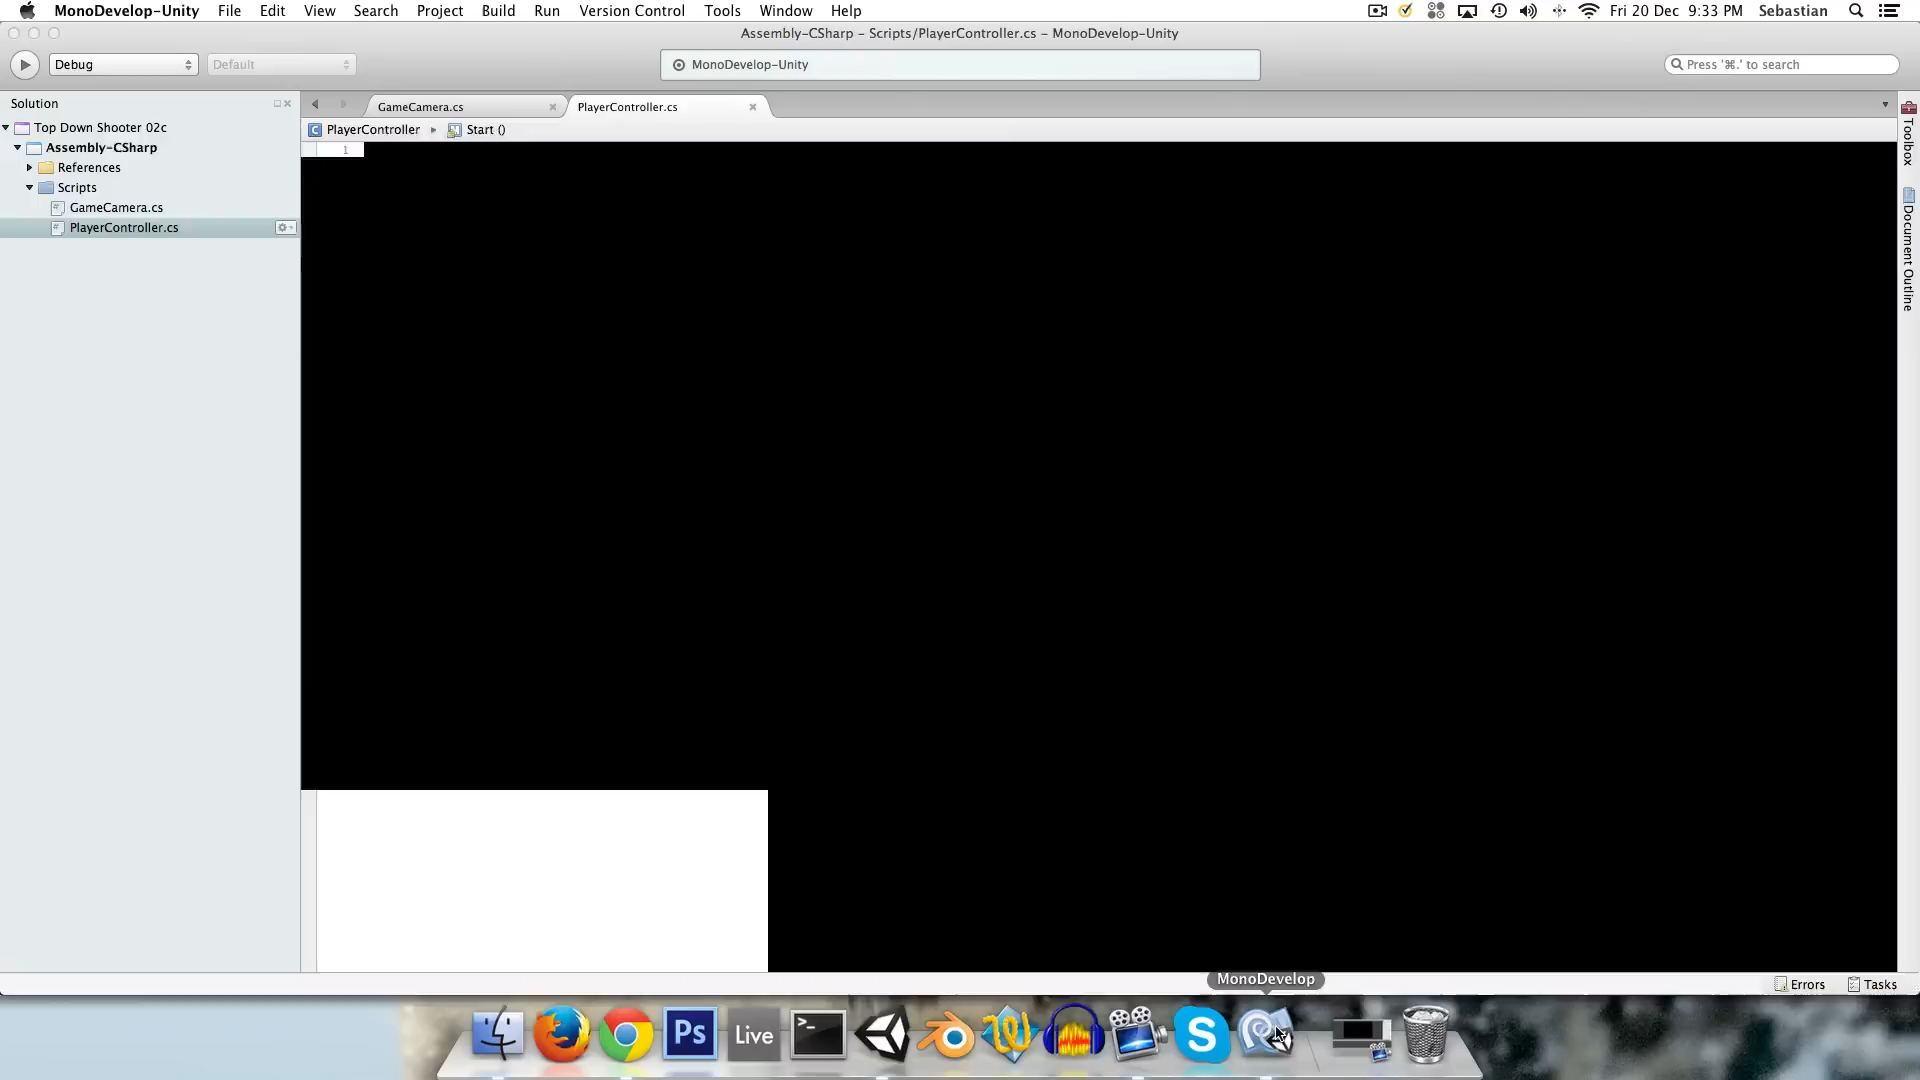 MonoDevelop-Unity File Edit View Search Project Build Run Version Control Tools Window Help Fri 20 Dec 9:33 PM Sebastian
Assembly-CSharp – Scripts/PlayerController.cs – MonoDevelop-Unity
Debug Default MonoDevelop-Unity Press '⌘.' to search
Solution GameCamera.cs PlayerController.cs
PlayerController Start ()
Top Down Shooter 02c
Assembly-CSharp
References
Scripts
GameCamera.cs
PlayerController.cs
1
Toolbox
Document Outline
Errors Tasks
MonoDevelop
Ps Live >_ S